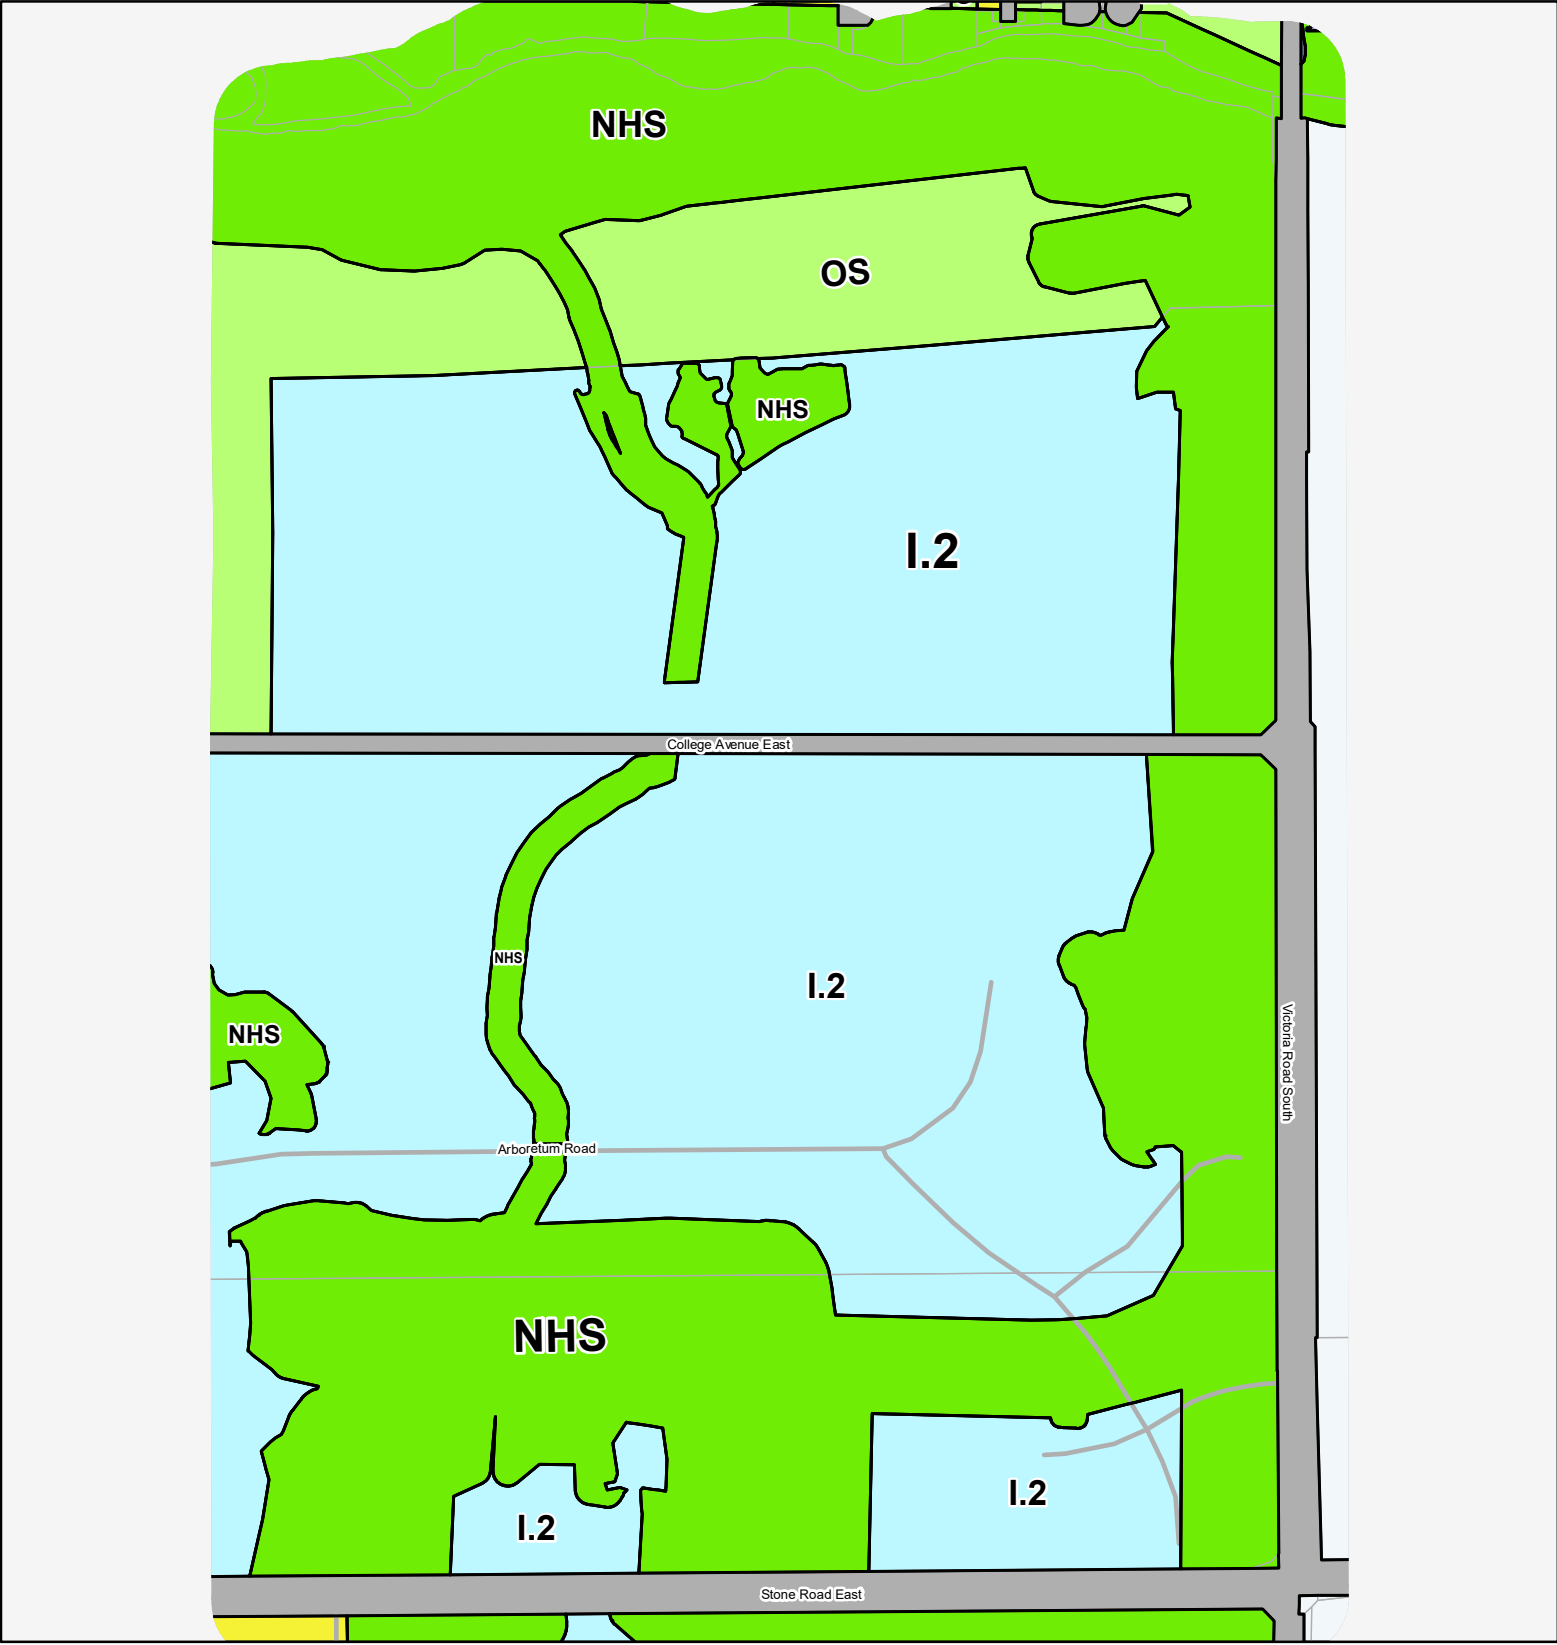 NHS
OS
NHS
I.2
College Avenue East
NHS
I.2
NHS
Victoria Road South
Arboretum Road
NHS
I.2
I.2
Stone Road East